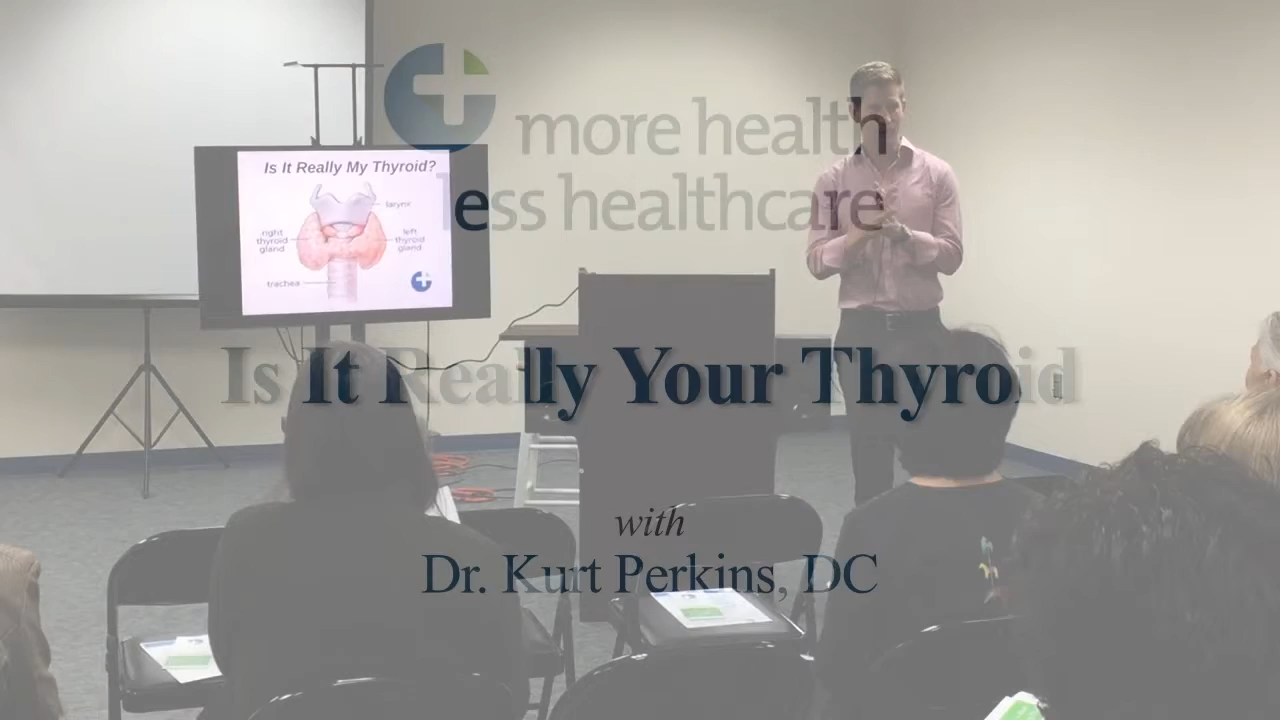 more health
less healthcare
Is It Really My Thyroid?
larynx
right
thyroid
gland
left
thyroid
gland
trachea
Is It Really Your Thyroid
with
Dr. Kurt Perkins, DC